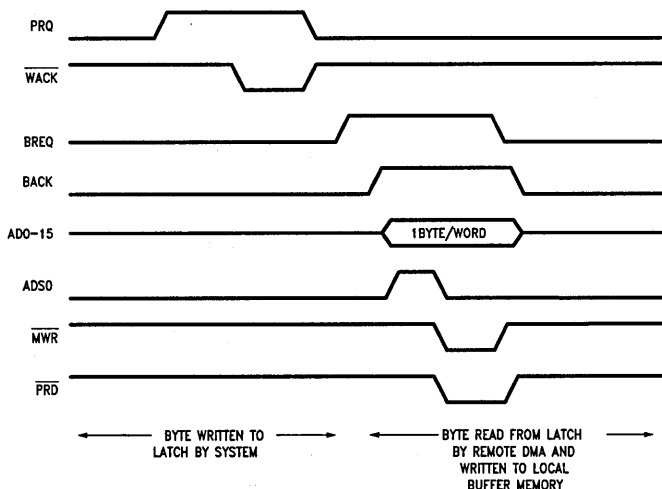 PRQ
WACK
BREQ
BACK
AD0-15
1BYTE/WORD
ADS0
MWR
PRD
BYTE WRITTEN TO
LATCH BY SYSTEM
BYTE READ FROM LATCH
BY REMOTE DMA AND
WRITTEN TO LOCAL
BUFFER MEMORY